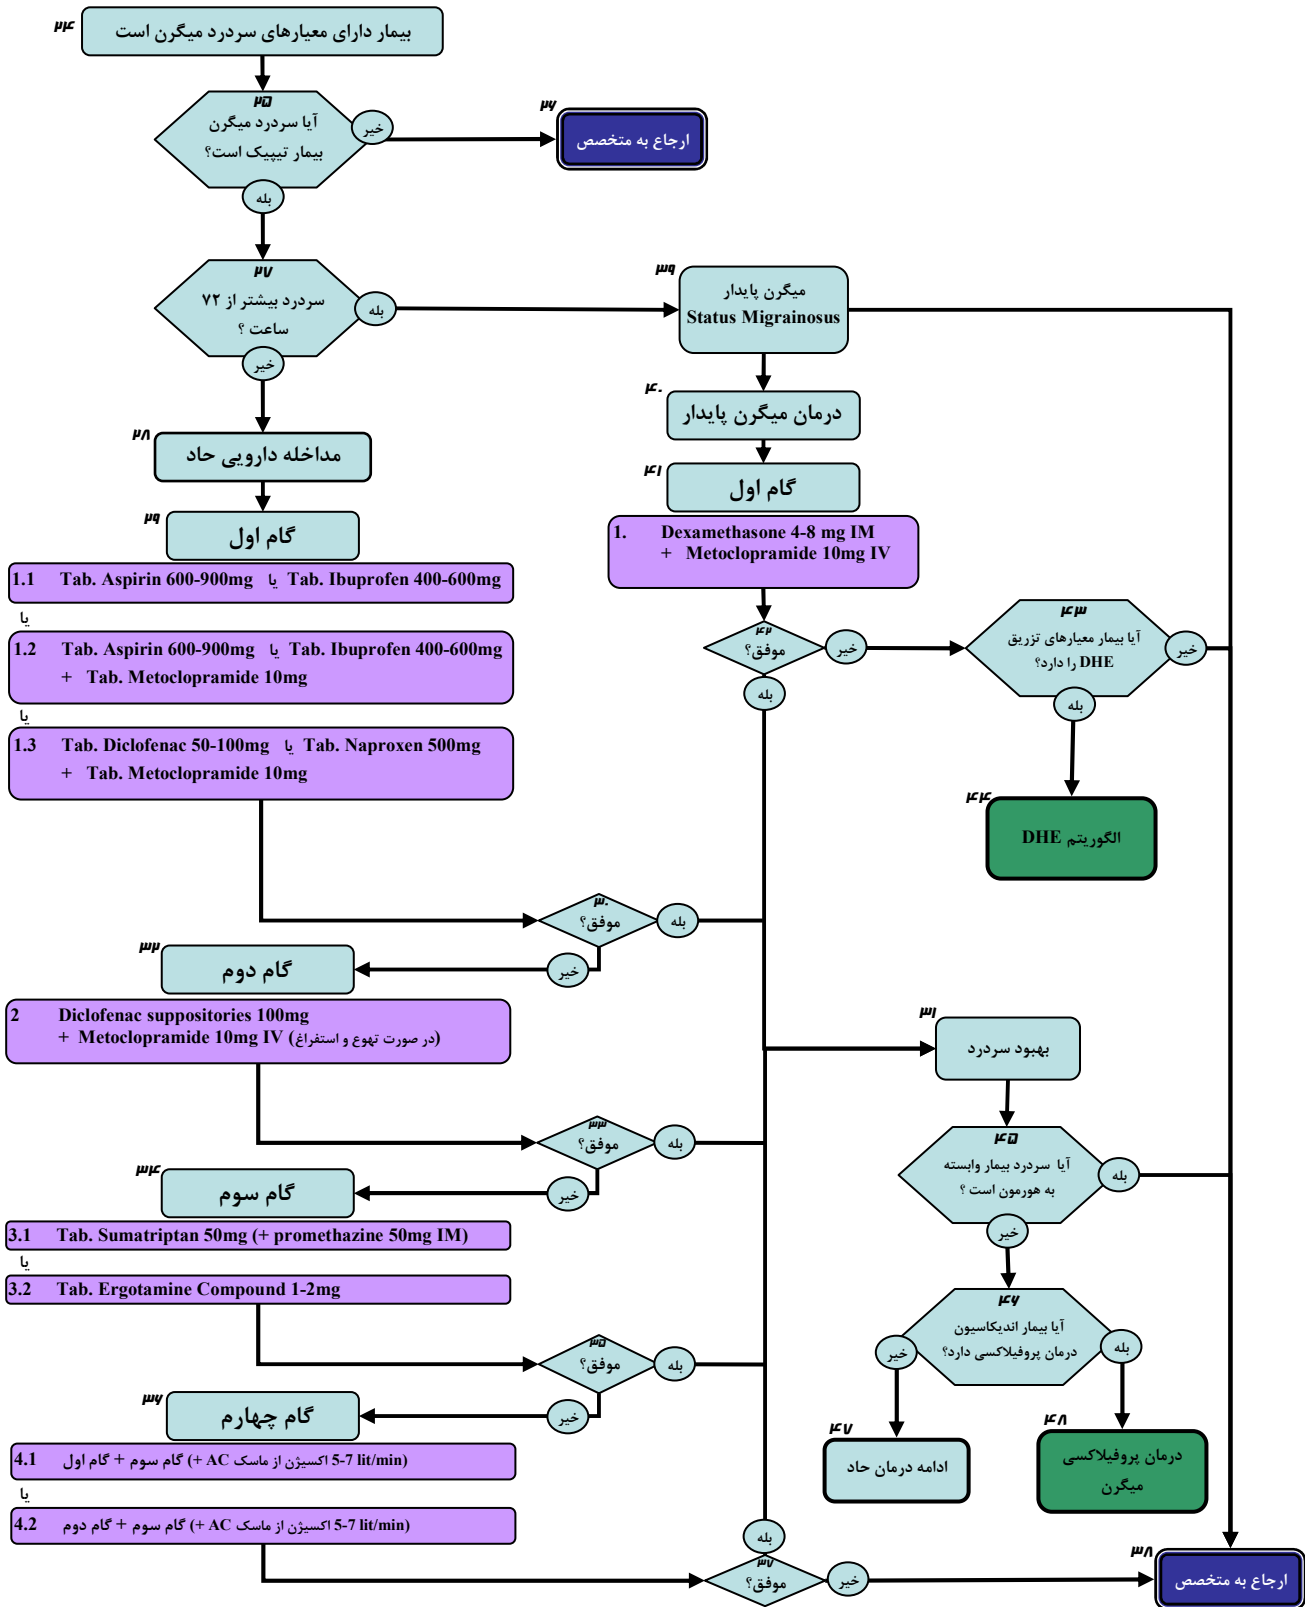 ۲۴
بیمار دارای معیارهای سردرد میگرن است
۲۵
آیا سردرد میگرن
بیمار تیپیک است؟
خیر
بله
۲۶
ارجاع به متخصص
۲۷
سردرد بیشتر از ۷۲
ساعت ؟
بله
خیر
۳۹
میگرن پایدار
Status Migrainosus
۴۰
درمان میگرن پایدار
۴۱
گام اول
1. Dexamethasone 4-8 mg IM
+ Metoclopramide 10mg IV
۴۲
موفق؟
خیر
بله
۴۳
آیا بیمار معیارهای تزریق
DHE را دارد؟
خیر
بله
۴۴
الگوریتم DHE
۲۸
مداخله دارویی حاد
۲۹
گام اول
1.1 Tab. Aspirin 600-900mg یا Tab. Ibuprofen 400-600mg
یا
1.2 Tab. Aspirin 600-900mg یا Tab. Ibuprofen 400-600mg
+ Tab. Metoclopramide 10mg
یا
1.3 Tab. Diclofenac 50-100mg یا Tab. Naproxen 500mg
+ Tab. Metoclopramide 10mg
۳۰
موفق؟
بله
خیر
۳۲
گام دوم
2 Diclofenac suppositories 100mg
+ Metoclopramide 10mg IV (در صورت تهوع و استفراغ)
۳۱
بهبود سردرد
۳۳
موفق؟
بله
خیر
۴۵
آیا سردرد بیمار وابسته
به هورمون است ؟
بله
خیر
۳۴
گام سوم
3.1 Tab. Sumatriptan 50mg (+ promethazine 50mg IM)
یا
3.2 Tab. Ergotamine Compound 1-2mg
۳۵
موفق؟
بله
خیر
۴۶
آیا بیمار اندیکاسیون
درمان پروفیلاکسی دارد؟
خیر
بله
۴۷
ادامه درمان حاد
۴۸
درمان پروفیلاکسی
میگرن
۳۶
گام چهارم
4.1 گام سوم + گام اول (+ AC اکسیژن از ماسک 5-7 lit/min)
یا
4.2 گام سوم + گام دوم (+ AC اکسیژن از ماسک 5-7 lit/min)
بله
۳۷
موفق؟
خیر
۳۸
ارجاع به متخصص